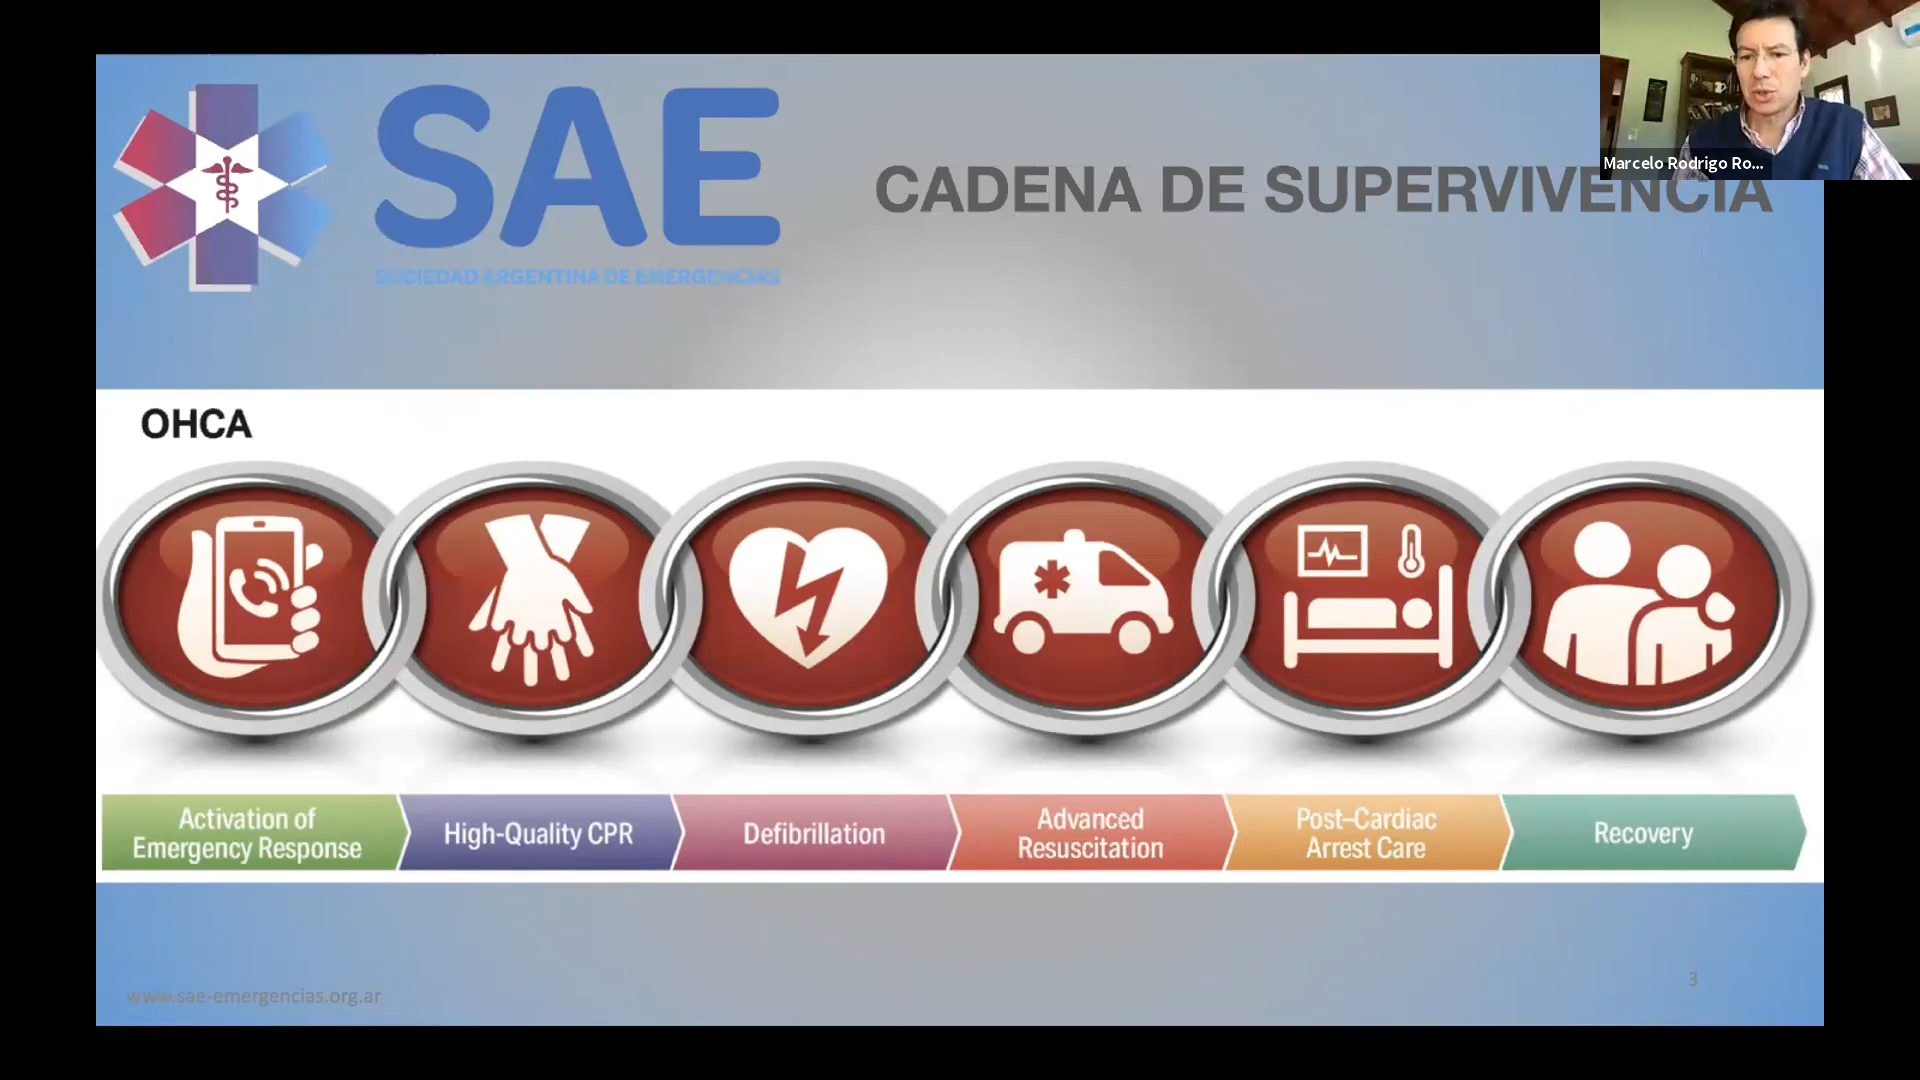 SAE
SOCIEDAD ARGENTINA DE EMERGENCIAS
CADENA DE SUPERVIVENCIA
Marcelo Rodrigo Ro...
OHCA
Activation of
Emergency Response
High-Quality CPR
Defibrillation
Advanced
Resuscitation
Post-Cardiac
Arrest Care
Recovery
www.sae-emergencias.org.ar
3